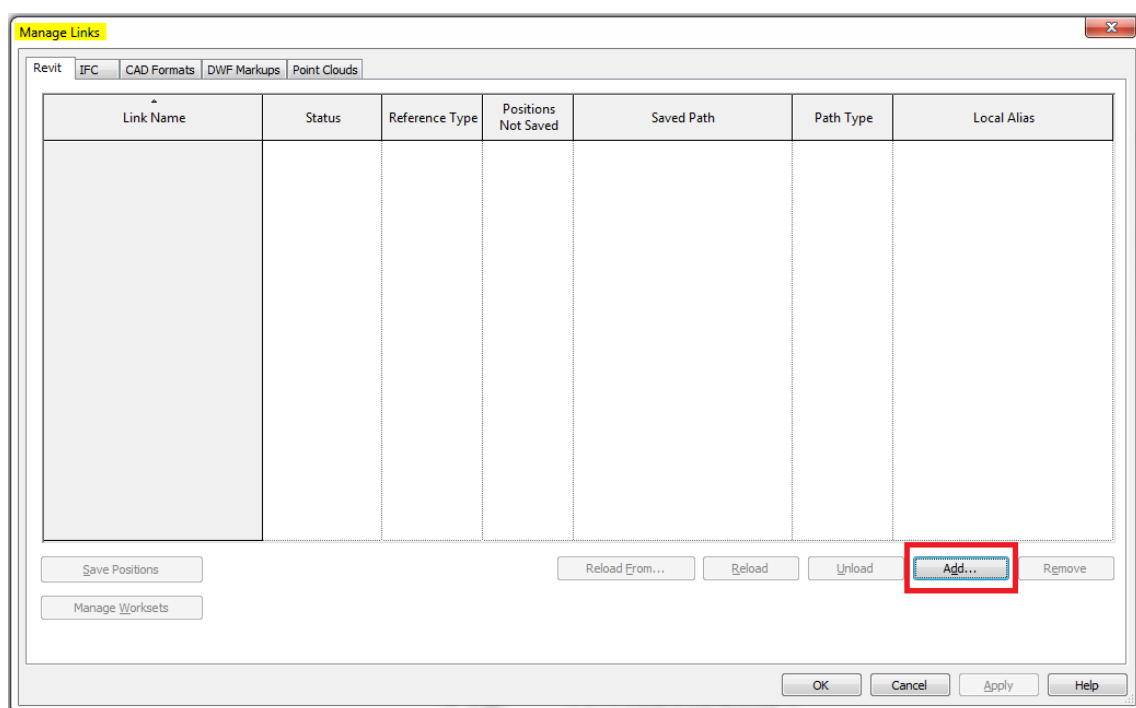 Manage Links
Revit IFC CAD Formats DWF Markups Point Clouds
Link Name Status Reference Type Positions Not Saved Saved Path Path Type Local Alias
Save Positions Reload From... Reload Unload Add... Remove
Manage Worksets
OK Cancel Apply Help